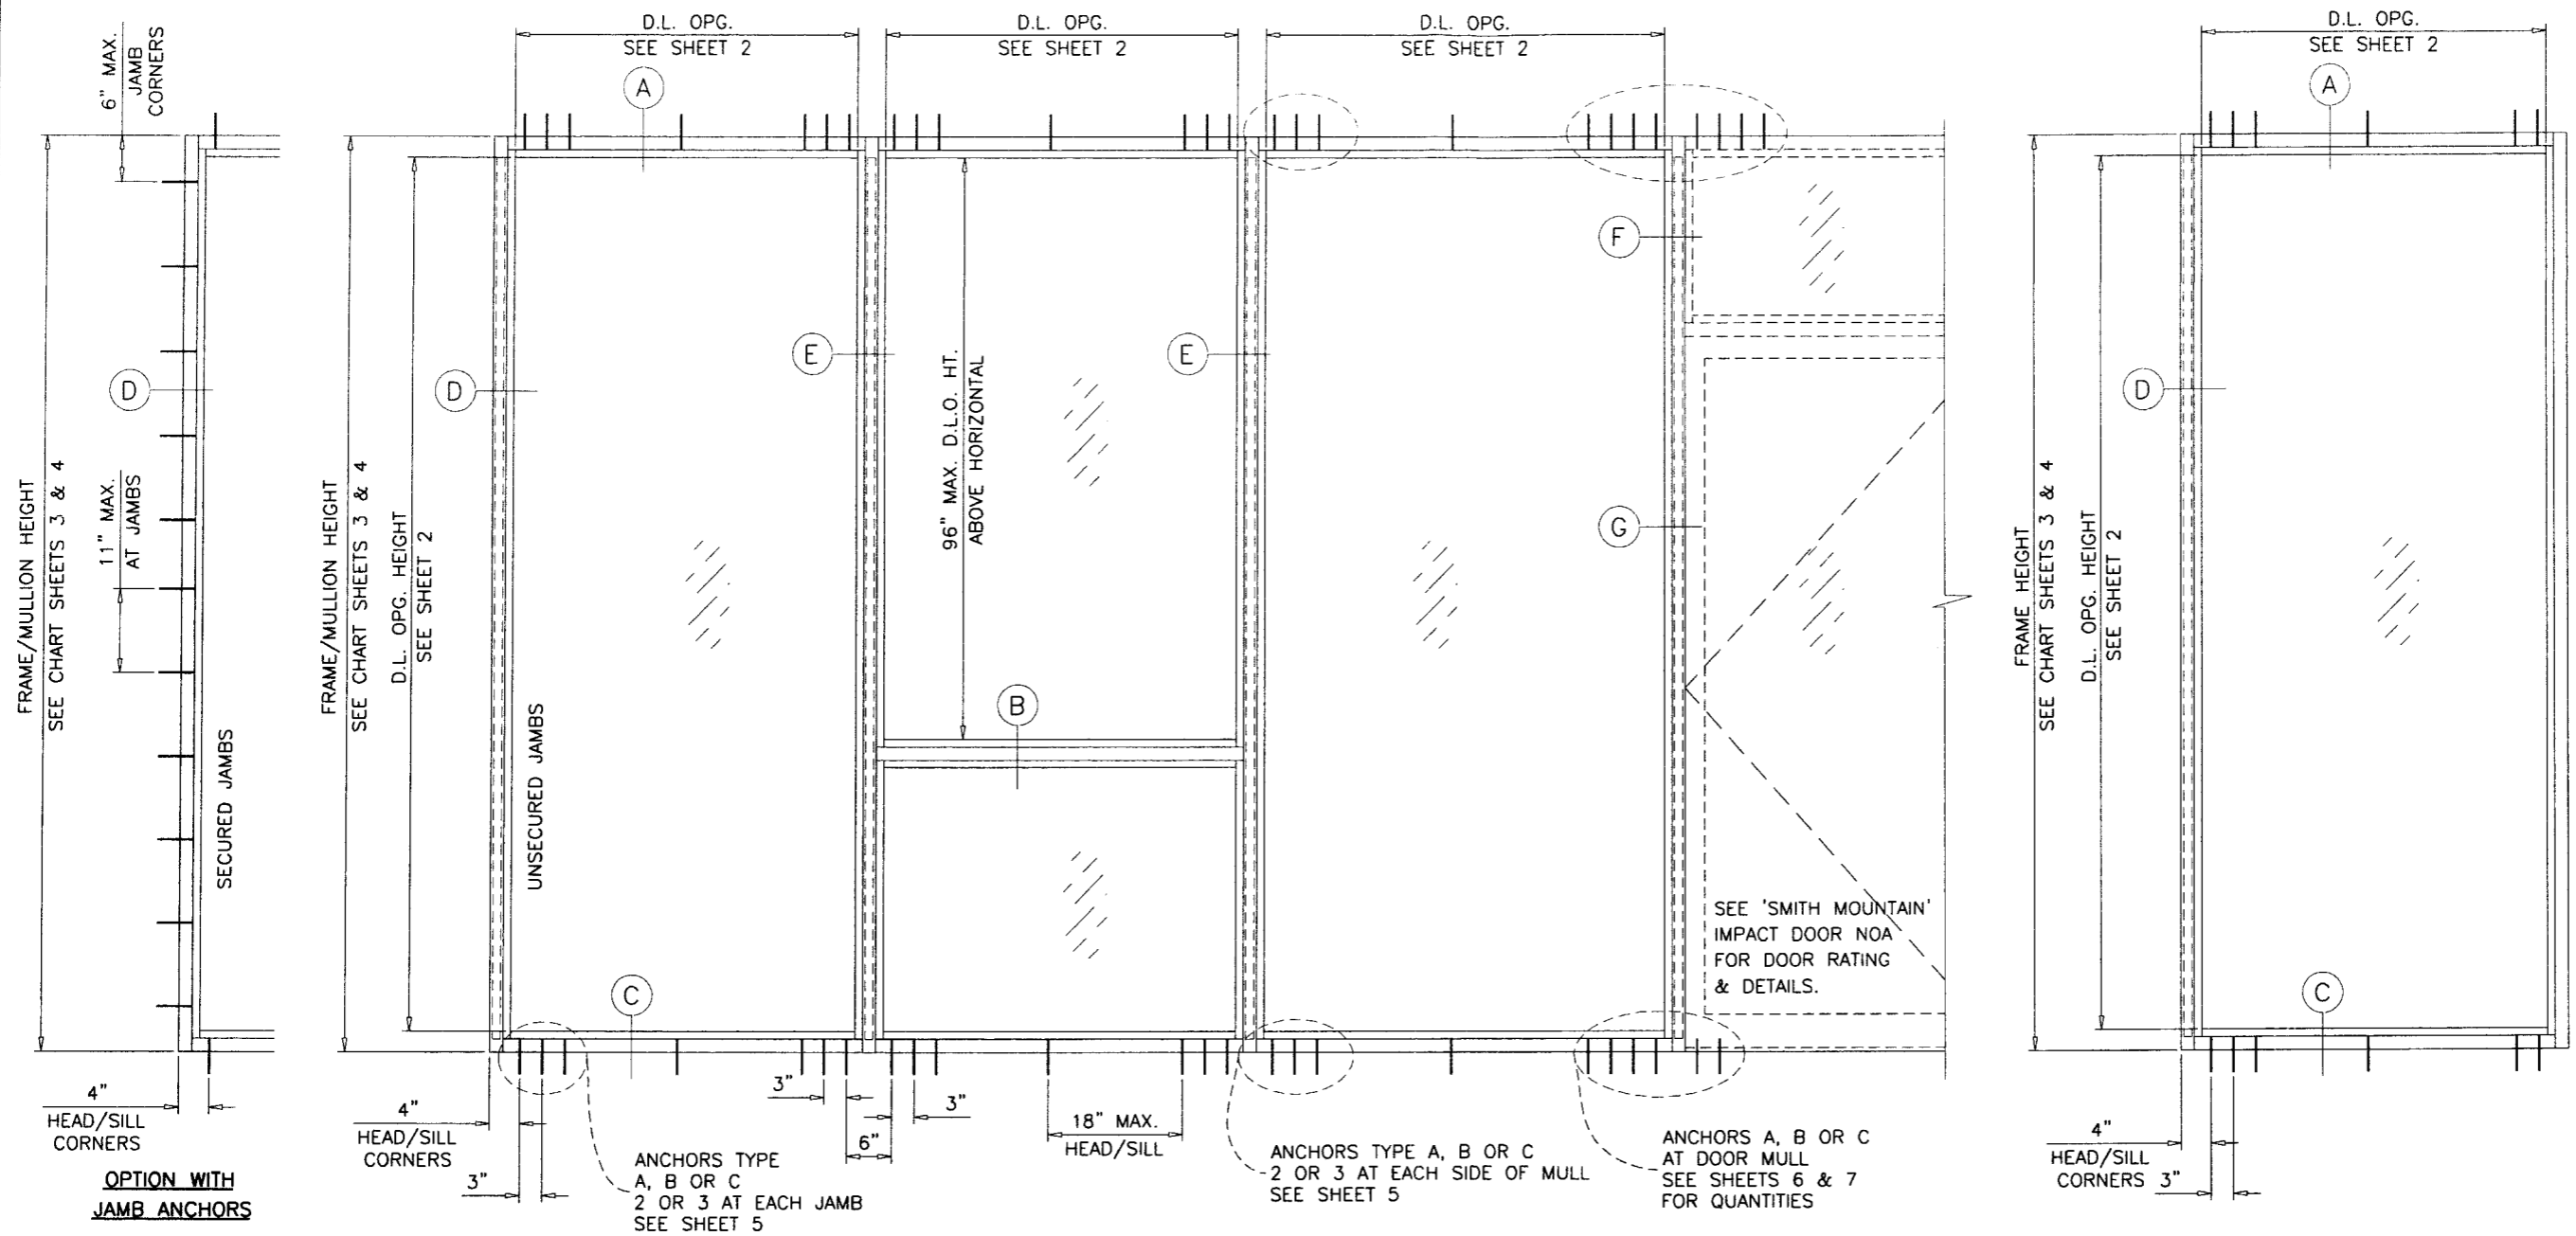 6" MAX.
JAMB
CORNERS
FRAME/MULLION HEIGHT
SEE CHART SHEETS 3 & 4
11" MAX.
AT JAMBS
D
SECURED JAMBS
4"
HEAD/SILL
CORNERS
OPTION WITH
JAMB ANCHORS
D.L. OPG.
SEE SHEET 2
D.L. OPG.
SEE SHEET 2
D.L. OPG.
SEE SHEET 2
A
FRAME/MULLION HEIGHT
SEE CHART SHEETS 3 & 4
D.L. OPG. HEIGHT
SEE SHEET 2
D
UNSECURED JAMBS
E
96" MAX. D.L.O. HT.
ABOVE HORIZONTAL
E
F
G
B
C
SEE 'SMITH MOUNTAIN'
IMPACT DOOR NOA
FOR DOOR RATING
& DETAILS.
4"
HEAD/SILL
CORNERS
3"
ANCHORS TYPE
A, B OR C
2 OR 3 AT EACH JAMB
SEE SHEET 5
3"
6"
3"
18" MAX.
HEAD/SILL
ANCHORS TYPE A, B OR C
2 OR 3 AT EACH SIDE OF MULL
SEE SHEET 5
ANCHORS A, B OR C
AT DOOR MULL
SEE SHEETS 6 & 7
FOR QUANTITIES
D.L. OPG.
SEE SHEET 2
A
FRAME HEIGHT
SEE CHART SHEETS 3 & 4
D.L. OPG. HEIGHT
SEE SHEET 2
D
C
4"
HEAD/SILL
CORNERS
3"